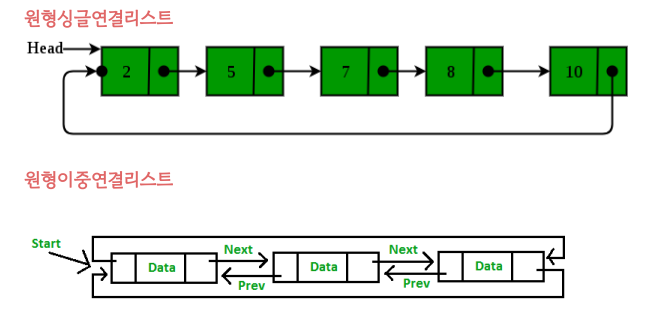 원형싱글연결리스트
Head
2 5 7 8 10
원형이중연결리스트
Start
Next Next
Data Data Data
Prev Prev